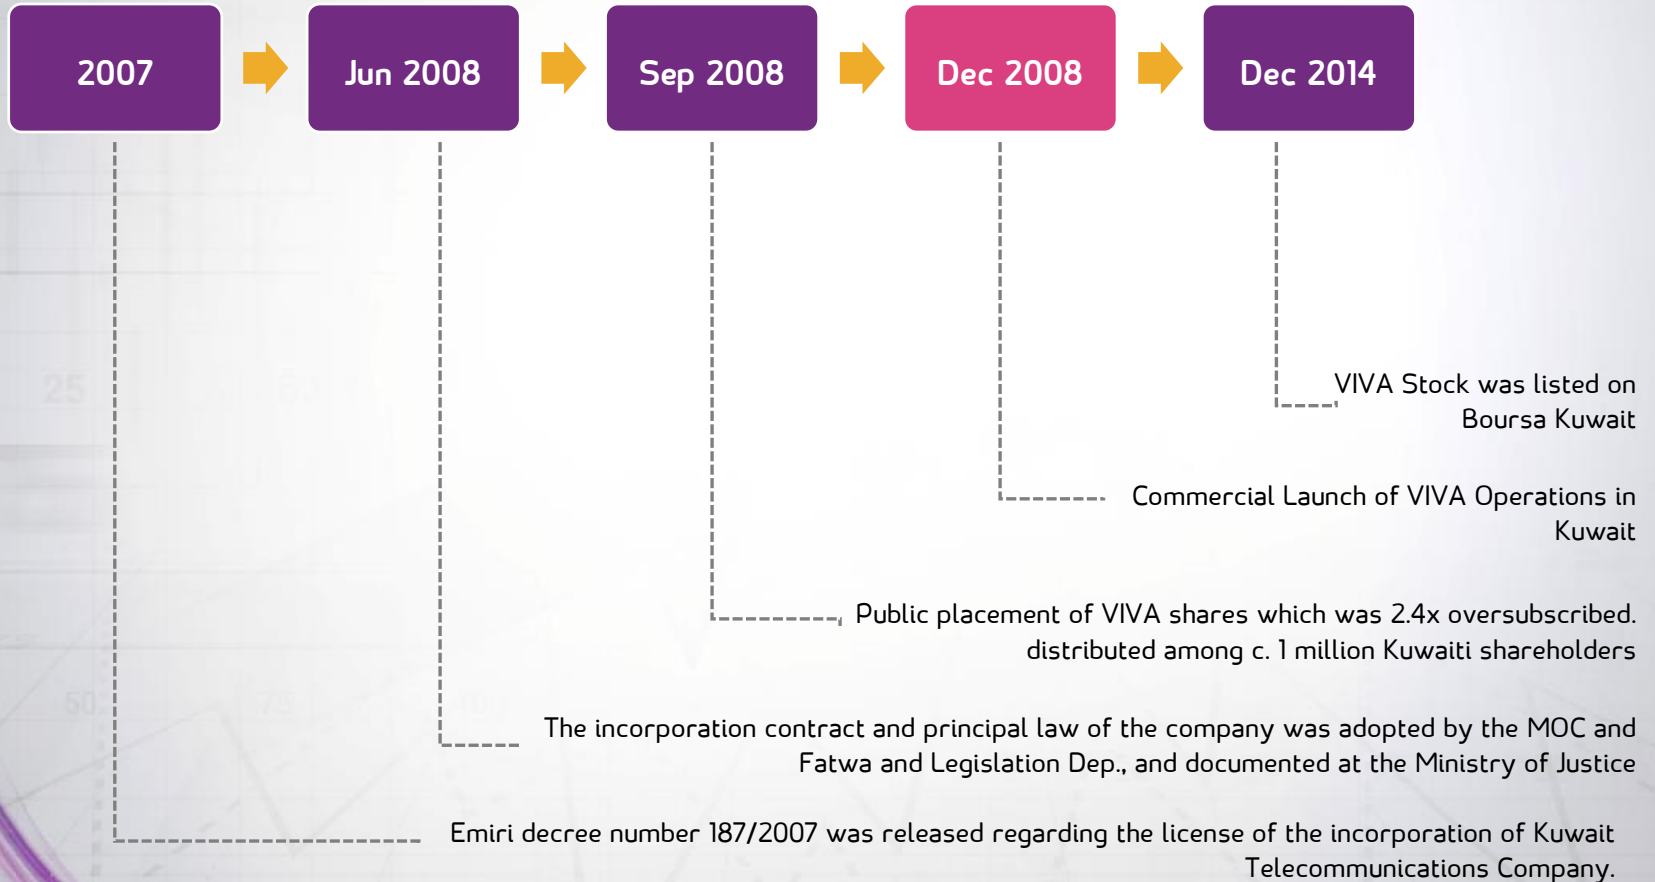 2007
Jun 2008
Sep 2008
Dec 2008
Dec 2014
VIVA Stock was listed on
Boursa Kuwait
Commercial Launch of VIVA Operations in
Kuwait
Public placement of VIVA shares which was 2.4x oversubscribed.
distributed among c. 1 million Kuwaiti shareholders
The incorporation contract and principal law of the company was adopted by the MOC and
Fatwa and Legislation Dep., and documented at the Ministry of Justice
Emiri decree number 187/2007 was released regarding the license of the incorporation of Kuwait
Telecommunications Company.
25
50
75